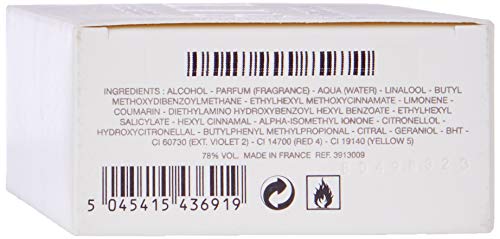 INGREDIENTS : ALCOHOL - PARFUM (FRAGRANCE) - AQUA (WATER) - LINALOOL - BUTYL
METHOXYDIBENZOYLMETHANE - ETHYLHEXYL METHOXYCINNAMATE - LIMONENE -
COUMARIN - DIETHYLAMINO HYDROXYBENZOYL HEXYL BENZOATE - ETHYLHEXYL
SALICYLATE - HEXYL CINNAMAL - ALPHA-ISOMETHYL IONONE - CITRONELLOL -
HYDROXYCITRONELLAL - BUTYLPHENYL METHYLPROPIONAL - CITRAL - GERANIOL - BHT -
CI 60730 (EXT. VIOLET 2) - CI 14700 (RED 4) - CI 19140 (YELLOW 5)
78% VOL. MADE IN FRANCE REF. 3913009
5 045415 436919